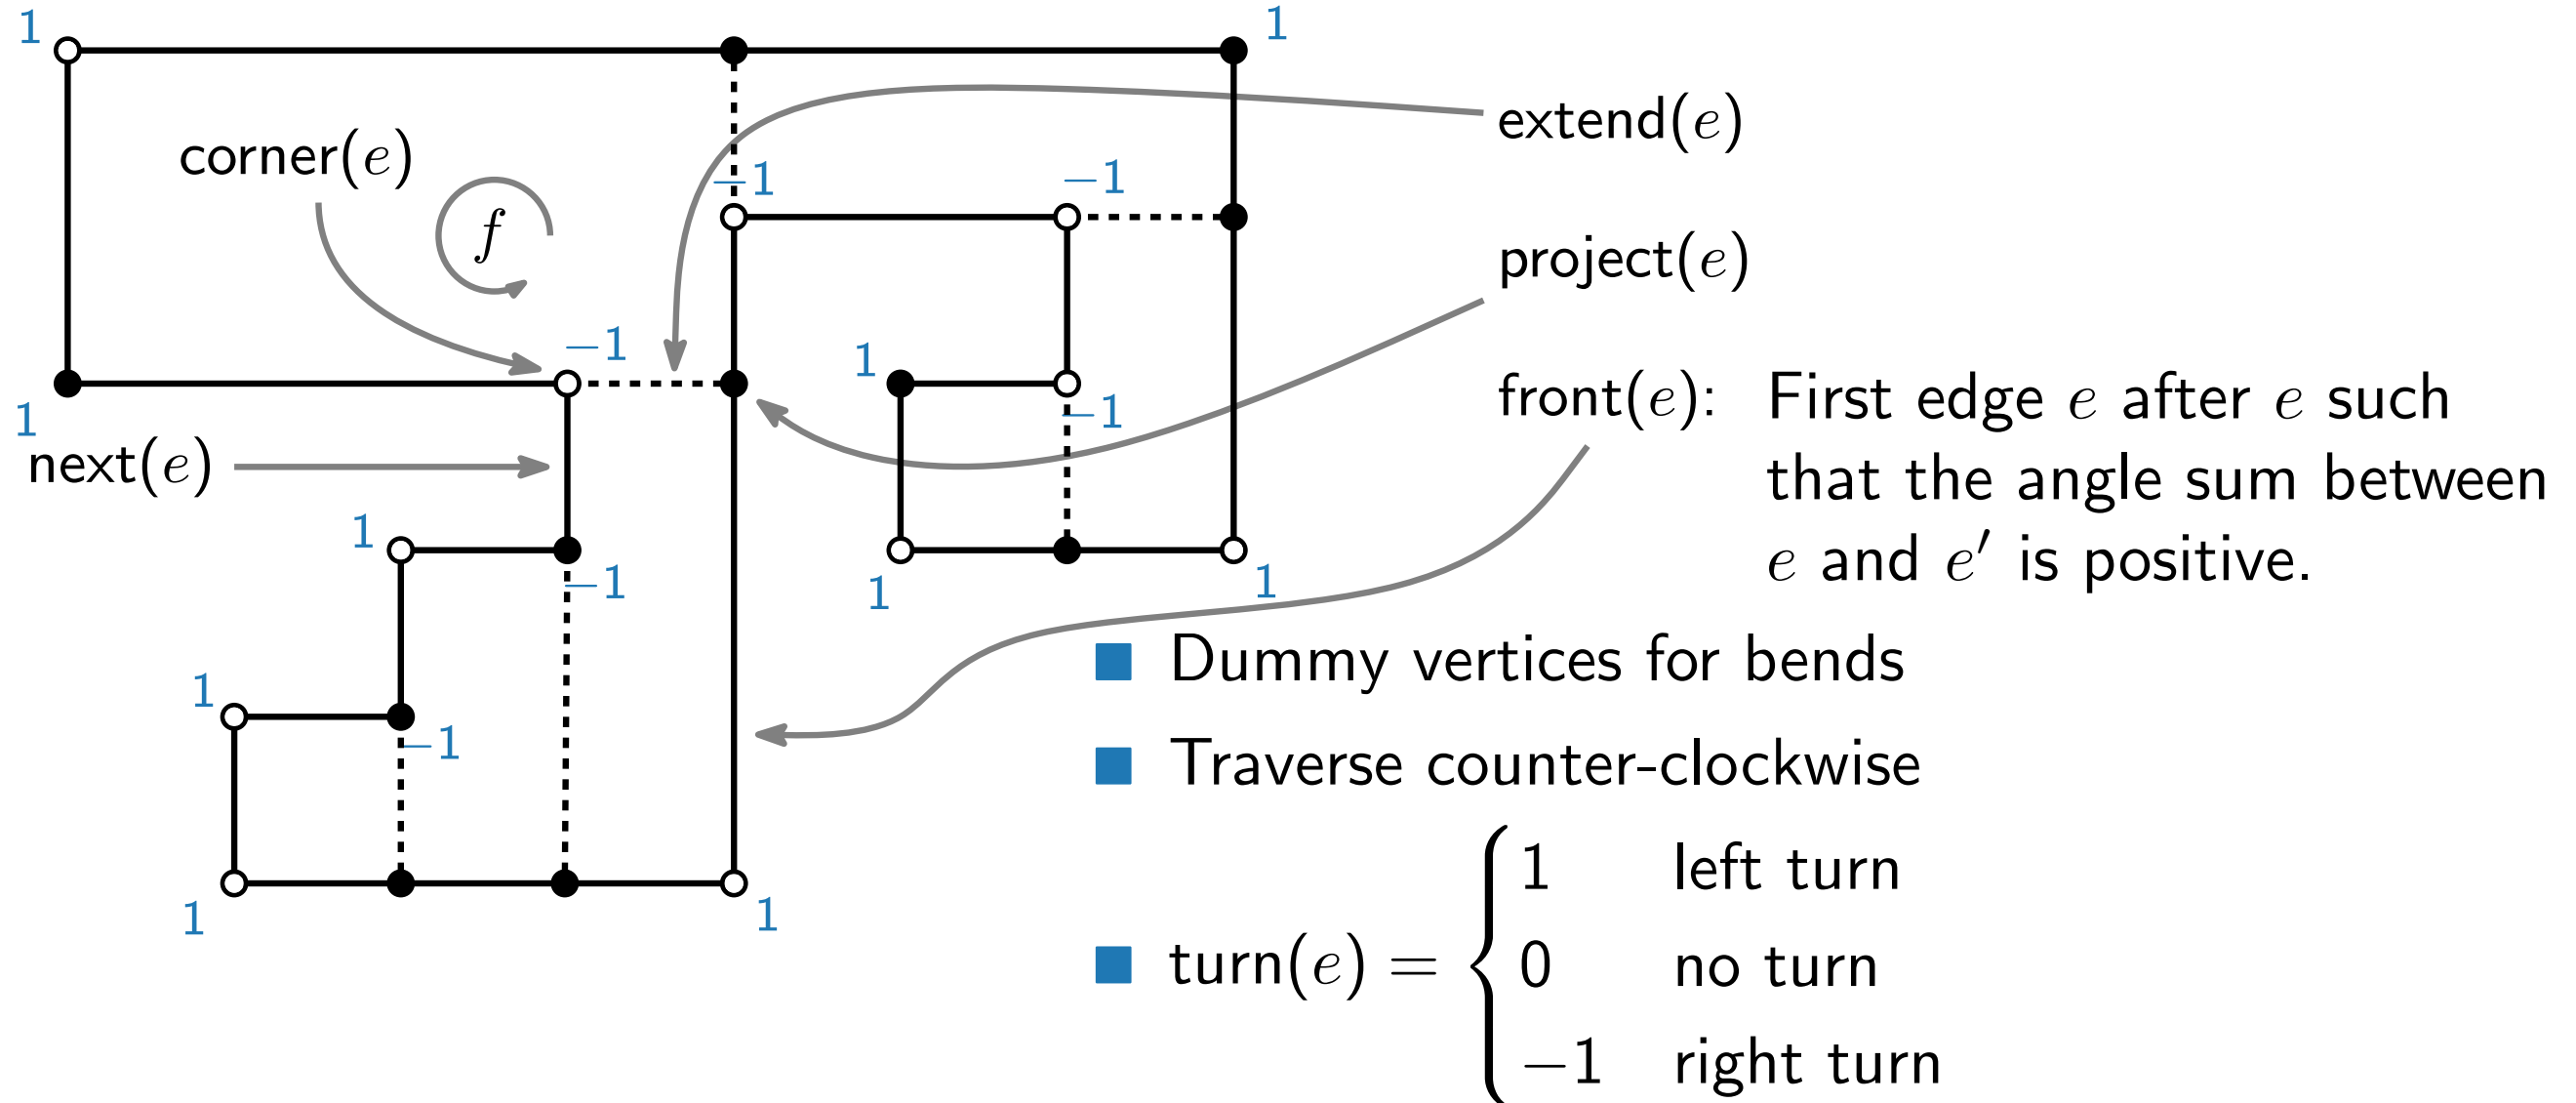 1
1
extend(e)
corner(e)
f
−1
−1
project(e)
−1
1
front(e): First edge e after e such
that the angle sum between
e and e′ is positive.
1
−1
next(e)
1
−1
1
1
1
−1
Dummy vertices for bends
Traverse counter-clockwise
1
1
turn(e) = { 1 left turn
0 no turn
−1 right turn